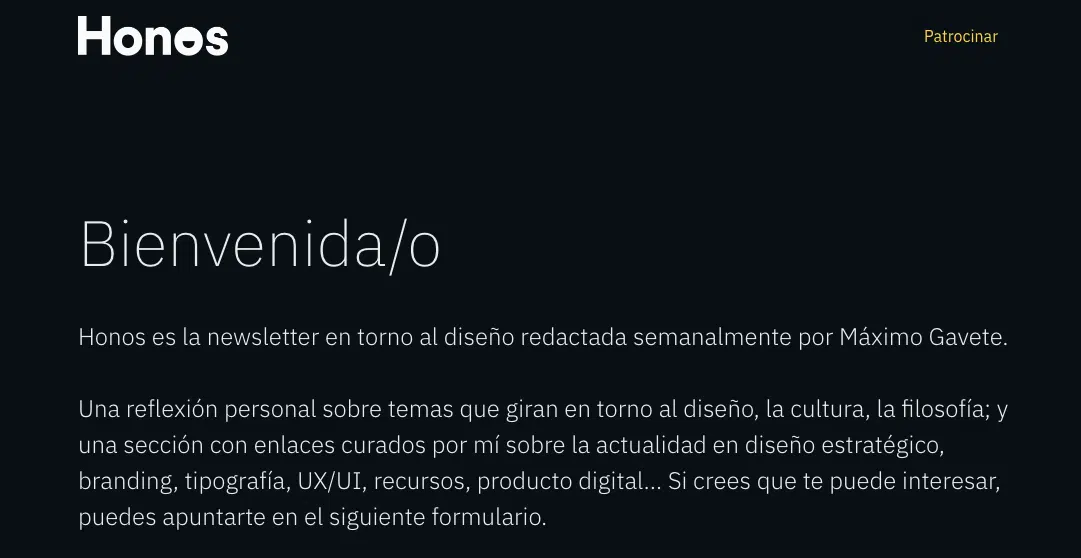 Honos
Patrocinar
Bienvenida/o
Honos es la newsletter en torno al diseño redactada semanalmente por Máximo Gavete.
Una reflexión personal sobre temas que giran en torno al diseño, la cultura, la filosofía; y
una sección con enlaces curados por mí sobre la actualidad en diseño estratégico,
branding, tipografía, UX/UI, recursos, producto digital... Si crees que te puede interesar,
puedes apuntarte en el siguiente formulario.